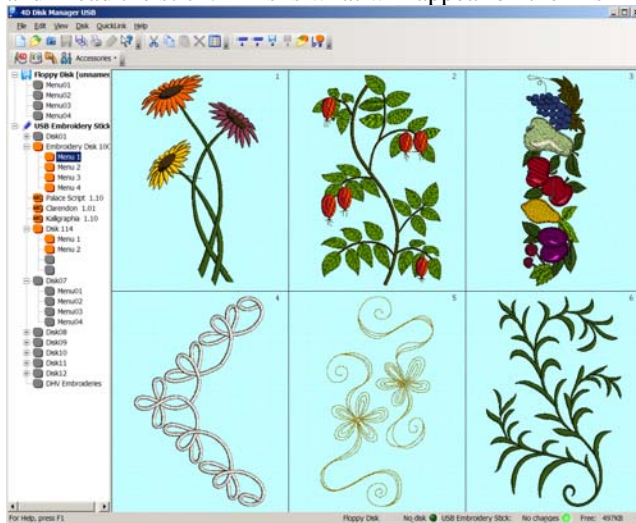 4D Disk Manager USB
File Edit View Disk QuickLink Help
Accessories
Floppy Disk [unnamed
Menu01
Menu02
Menu03
Menu04
USB Embroidery Stick
Disk01
Embroidery Disk 100
Menu 1
Menu 2
Menu 3
Menu 4
Palace Script 1.10
Clarendon 1.01
Kalligraphia 1.10
Disk 114
Menu 1
Menu 2
Disk07
Menu01
Menu02
Menu03
Menu04
Disk08
Disk09
Disk10
Disk11
Disk12
DHV Embroideries
1
2
3
4
5
6
For Help, press F1
Floppy Disk: No disk USB Embroidery Stick: No changes Free: 497KB